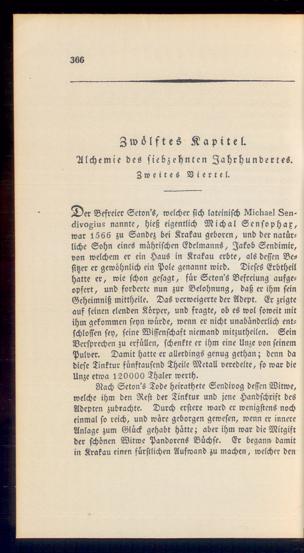 366
Zwölftes Kapitel.
Alchemie des siebzehnten Jahrhundertes.
Zweites Viertel.
Der Befreier Seton's, welcher sich lateinisch Michael Sen-
divogius nannte, hieß eigentlich Michal Sensophax,
war 1566 zu Sandez bei Krakau geboren, und der natür-
liche Sohn eines mährischen Edelmanns, Jakob Sendimir,
von welchem er ein Haus in Krakau erbte, als dessen Be-
sitzer er gewöhnlich ein Pole genannt wird. Dieses Erbtheil
hatte er, wie schon gesagt, für Seton's Befreiung aufge-
opfert, und forderte nun zur Belohnung, daß er ihm sein
Geheimniß mittheile. Das verweigerte der Adept. Er zeigte
auf seinen elenden Körper, und fragte, ob es wol soweit mit
ihm gekommen seyn würde, wenn er nicht unabänderlich ent-
schlossen sey, seine Wissenschaft niemand mitzutheilen. Sein
Versprechen zu erfüllen, schenkte er ihm eine Unze von seinem
Pulver. Damit hatte er allerdings genug gethan; denn da
diese Tinktur fünftausend Theile Metall veredelte, so war die
Unze etwa 120000 Thaler werth.
Nach Seton's Tode heirathete Sendivog dessen Witwe,
welche ihm den Rest der Tinktur und jene Handschrift des
Adepten zubrachte. Durch erstere ward er wenigstens noch
einmal so reich, und wäre geborgen gewesen, wenn er innere
Anlage zum Glück gehabt hätte; aber ihm war die Mitgift
der schönen Witwe Pandorens Büchse. Er begann damit
in Krakau einen fürstlichen Aufwand zu machen, welcher den